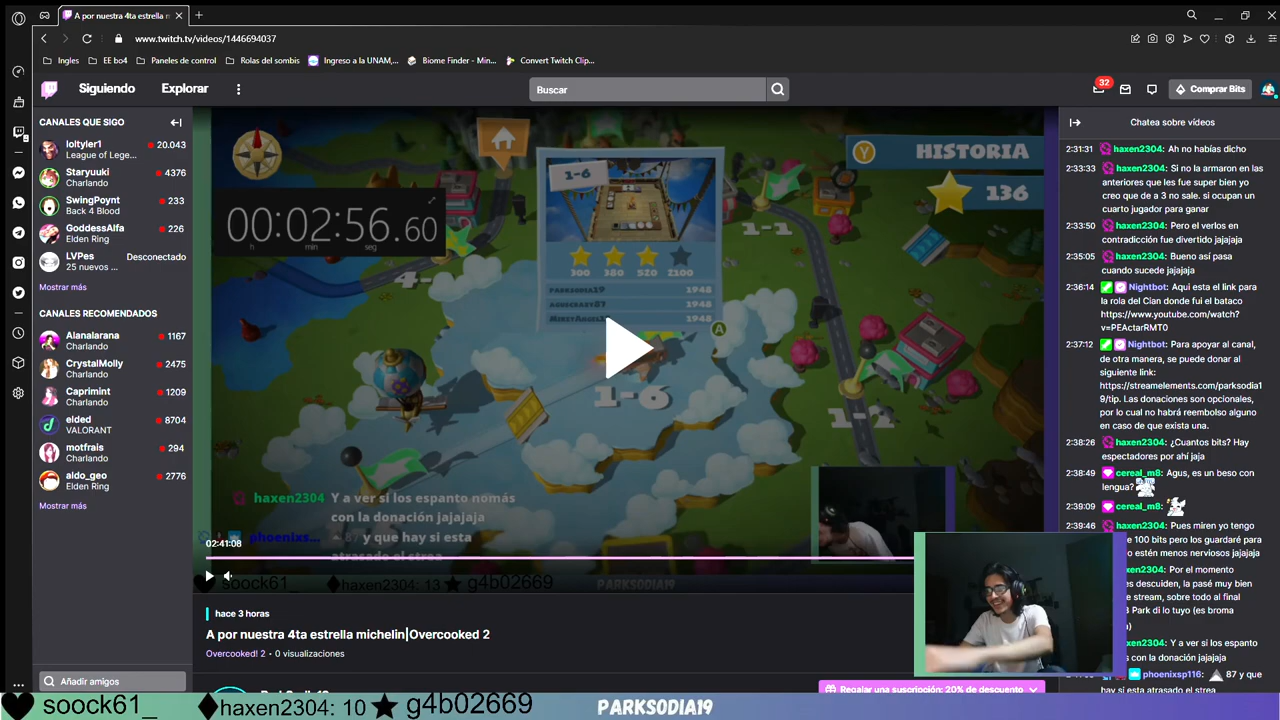 A por nuestra 4ta estrella m
www.twitch.tv/videos/1446694037
Ingles
EE bo4
Paneles de control
Rolas del sombis
Ingreso a la UNAM,...
Biome Finder - Min...
Convert Twitch Clip...
Siguiendo
Explorar
Buscar
32
Comprar Bits
CANALES QUE SIGO
loltyler1
20.043
League of Lege...
Staryuuki
4376
Charlando
SwingPoynt
233
Back 4 Blood
GoddessAlfa
226
Elden Ring
LVPes
Desconectado
25 nuevos ...
Mostrar más
CANALES RECOMENDADOS
Alanalarana
1167
Charlando
CrystalMolly
2475
Charlando
Caprimint
1209
Charlando
elded
8704
VALORANT
motfrais
294
Charlando
aldo_geo
2776
Elden Ring
Mostrar más
Añadir amigos
00:02:56.60
h min seg
1-6
300 380 520 2100
PARKSODIA19 1948
AGUSCRAZY87 1948
1948
Y HISTORIA
136
1-1
4-
A
1-6
haxen2304 Y a ver si los espanto nomás
con la donación jajajaja
phoenixs... 87 y que hay si esta
atrasado el strea
02:41:08
soock61 haxen2304: 13 g4b02669
PARKSODIA19
hace 3 horas
A por nuestra 4ta estrella michelin|Overcooked 2
Overcooked! 2 • 0 visualizaciones
Regalar una suscripción: 20% de descuento
Chatea sobre vídeos
2:31:31 haxen2304: Ah no habías dicho
2:33:33 haxen2304: Si no la armaron en las
anteriores que les fue super bien yo
creo que de a 3 no sale. si ocupan un
cuarto jugador para ganar
2:33:50 haxen2304: Pero el verlos en
contradicción fue divertido jajajaja
2:35:05 haxen2304: Bueno así pasa
cuando sucede jajajaja
2:36:14 Nightbot: Aqui esta el link para
la rola del Cian donde fui el bataco
https://www.youtube.com/watch?
v=PEActarRMT0
2:37:12 Nightbot: Para apoyar al canal,
de otra manera, se puede donar al
siguiente link:
https://streamelements.com/parksodia1
9/tip. Las donaciones son opcionales,
por lo cual no habrá reembolso alguno
en caso de que exista una.
2:38:26 haxen2304: ¿Cuantos bits? Hay
espectadores por ahí jaja
2:38:49 cereal_m8: Agus, es un beso con
lengua?
2:39:09 cereal_m8:
2:39:46 haxen2304: Pues miren yo tengo
e 100 bits pero los guardaré para
o estén menos nerviosos jajajaja
axen2304: Por el momento
descuiden, la pasé muy bien
e stream, sobre todo al final
3 Park di lo tuyo (es broma
axen2304: Y a ver si los espanto
s con la donación jajajaja
phoenixsp116: 87 y que
hay si esta atrasado el strea
soock61_ haxen2304: 10 g4b02669
PARKSODIA19